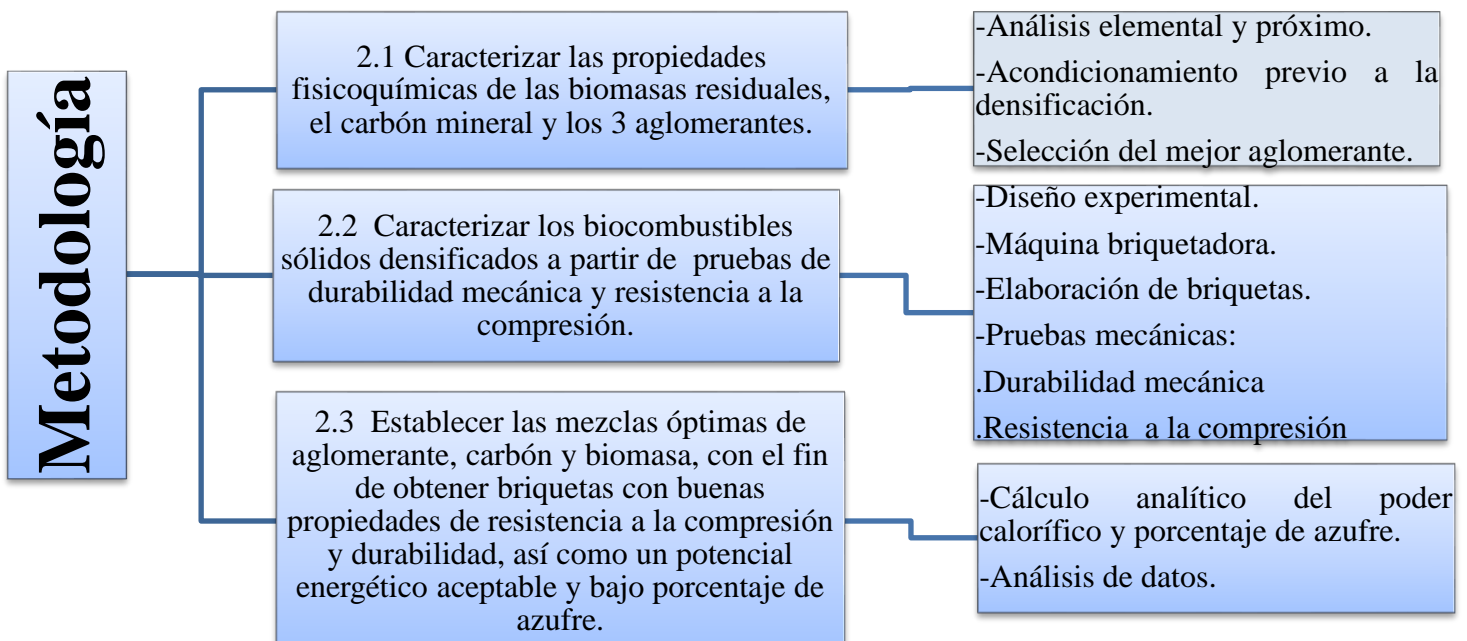 Metodología
2.1 Caracterizar las propiedades
fisicoquímicas de las biomasas residuales,
el carbón mineral y los 3 aglomerantes.
-Análisis elemental y próximo.
-Acondicionamiento previo a la
densificación.
-Selección del mejor aglomerante.
2.2 Caracterizar los biocombustibles
sólidos densificados a partir de pruebas de
durabilidad mecánica y resistencia a la
compresión.
-Diseño experimental.
-Máquina briquetadora.
-Elaboración de briquetas.
-Pruebas mecánicas:
.Durabilidad mecánica
.Resistencia a la compresión
2.3 Establecer las mezclas óptimas de
aglomerante, carbón y biomasa, con el fin
de obtener briquetas con buenas
propiedades de resistencia a la compresión
y durabilidad, así como un potencial
energético aceptable y bajo porcentaje de
azufre.
-Cálculo analítico del poder
calorífico y porcentaje de azufre.
-Análisis de datos.